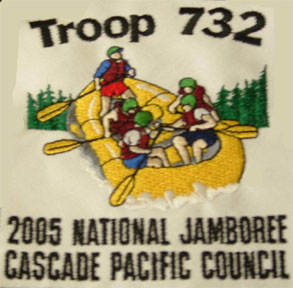 Troop 732
2005 NATIONAL JAMBOREE
CASCADE PACIFIC COUNCIL